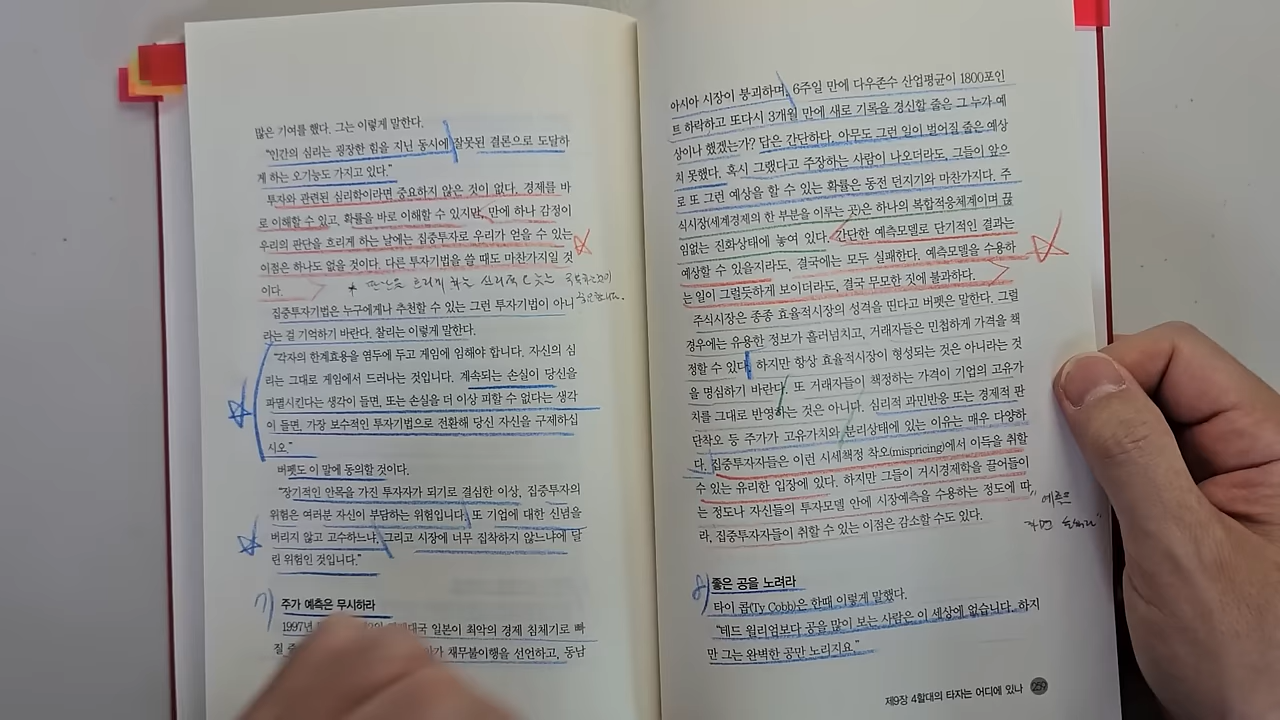 많은 기여를 했다. 그는 이렇게 말한다.
"인간의 심리는 굉장한 힘을 지닌 동시에 잘못된 결론으로 도달하
게 하는 오기능도 가지고 있다."
투자와 관련된 심리학이라면 중요하지 않은 것이 없다. 경제를 바
로 이해할 수 있고, 확률을 바로 이해할 수 있지만, 만에 하나 감정이
우리의 판단을 흐리게 하는 날에는 집중투자로 우리가 얻을 수 있는
이점은 하나도 없을 것이다. 다른 투자기법을 쓸 때도 마찬가지일 것
이다.
집중투자기법은 누구에게나 추천할 수 있는 그런 투자기법이 아니
라는 걸 기억하기 바란다. 찰리는 이렇게 말한다.
"각자의 한계효용을 염두에 두고 게임에 임해야 합니다. 자신의 심
리는 그대로 게임에서 드러나는 것입니다. 계속되는 손실이 당신을
파멸시킨다는 생각이 들면, 또는 손실을 더 이상 피할 수 없다는 생각
이 들면, 가장 보수적인 투자기법으로 전환해 당신 자신을 구제하십
시오."
버펫도 이 말에 동의할 것이다.
"장기적인 안목을 가진 투자자가 되기로 결심한 이상, 집중투자의
위험은 여러분 자신이 부담하는 위험입니다. 또 기업에 대한 신념을
버리지 않고 고수하느냐, 그리고 시장에 너무 집착하지 않느냐에 달
린 위험인 것입니다."
7) 주가 예측은 무시하라
1997년 일본이 최악의 경제 침체기로 빠
질 채무불이행을 선언하고, 동남
아시아 시장이 붕괴하며, 6주일 만에 다우존수 산업평균이 1800포인
트 하락하고 또다시 3개월 만에 새로 기록을 경신할 줄은 그 누가 예
상이나 했겠는가? 답은 간단하다. 아무도 그런 일이 벌어질 줄은 예상
치 못했다. 혹시 그랬다고 주장하는 사람이 나오더라도, 그들이 앞으
로 또 그런 예상을 할 수 있는 확률은 동전 던지기와 마찬가지다. 주
식시장(세계경제의 한 부분을 이루는 곳)은 하나의 복합적응체계이며 끊
임없는 진화상태에 놓여 있다. 간단한 예측모델로 단기적인 결과는
예상할 수 있을지라도, 결국에는 모두 실패한다. 예측모델을 수용하
는 일이 그럴듯하게 보이더라도, 결국 무모한 짓에 불과하다.
주식시장은 종종 효율적시장의 성격을 띤다고 버펫은 말한다. 그럴
경우에는 유용한 정보가 흘러넘치고, 거래자들은 민첩하게 가격을 책
정할 수 있다. 하지만 항상 효율적시장이 형성되는 것은 아니라는 것
을 명심하기 바란다. 또 거래자들이 책정하는 가격이 기업의 고유가
치를 그대로 반영하는 것은 아니다. 심리적 과민반응 또는 경제적 판
단착오 등 주가가 고유가치와 분리상태에 있는 이유는 매우 다양하
다. 집중투자자들은 이런 시세책정 착오(mispricing)에서 이득을 취할
수 있는 유리한 입장에 있다. 하지만 그들이 거시경제학을 끌어들이
는 정도나 자신들의 투자모델 안에 시장예측을 수용하는 정도에 따
라, 집중투자자들이 취할 수 있는 이점은 감소할 수도 있다.
8) 좋은 공을 노려라
타이 콥(Ty Cobb)은 한때 이렇게 말했다.
"테드 윌리엄보다 공을 많이 보는 사람은 이 세상에 없습니다. 하지
만 그는 완벽한 공만 노리지요."
제9장 4할대의 타자는 어디에 있나